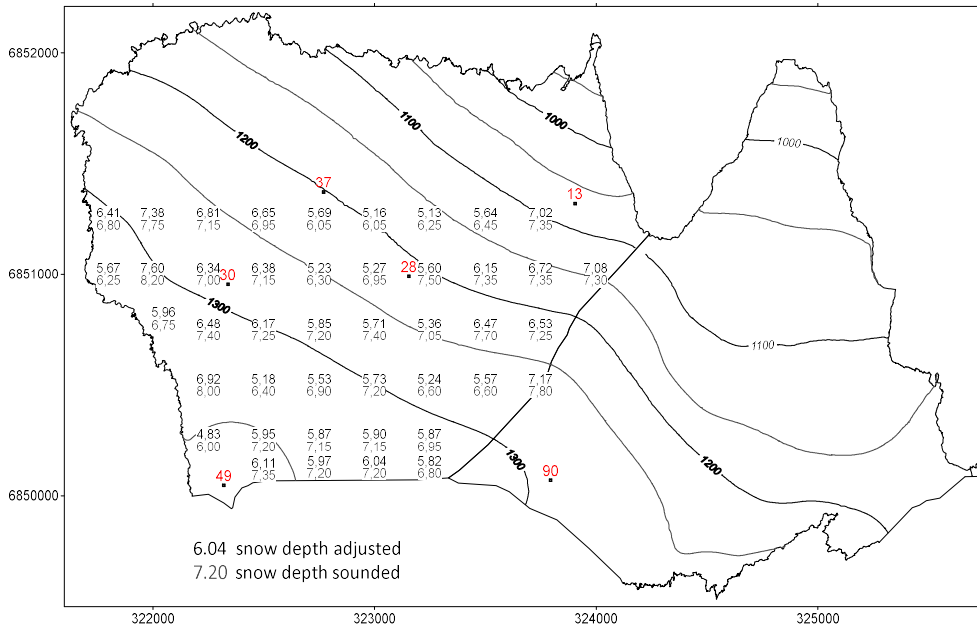 6852000
1000
1100
1000
1200
37
13
6,41 7,38 6,81 6,65 5,69 5,16 5,13 5,64 7,02
6,80 7,75 7,15 6,95 6,05 6,05 6,25 6,45 7,35
6851000
5,67 7,60 6,34 6,38 5,23 5,27 5,60 6,15 6,72 7,08
6,25 8,20 7,00 7,15 6,30 6,95 7,50 7,35 7,35 7,30
30
28
1300
5,96
6,75
6,48 6,17 5,85 5,71 5,36 6,47 6,53
7,40 7,25 7,20 7,40 7,05 7,70 7,25
1100
6,92 5,18 5,53 5,73 5,24 5,57 7,17
8,00 6,40 6,90 7,20 6,60 6,60 7,80
4,83 5,95 5,87 5,90 5,87
6,00 7,20 7,15 7,15 6,95
1300
1200
6,11 5,97 6,04 5,82
7,35 7,20 7,20 6,80
49
90
6850000
6.04 snow depth adjusted
7.20 snow depth sounded
322000 323000 324000 325000